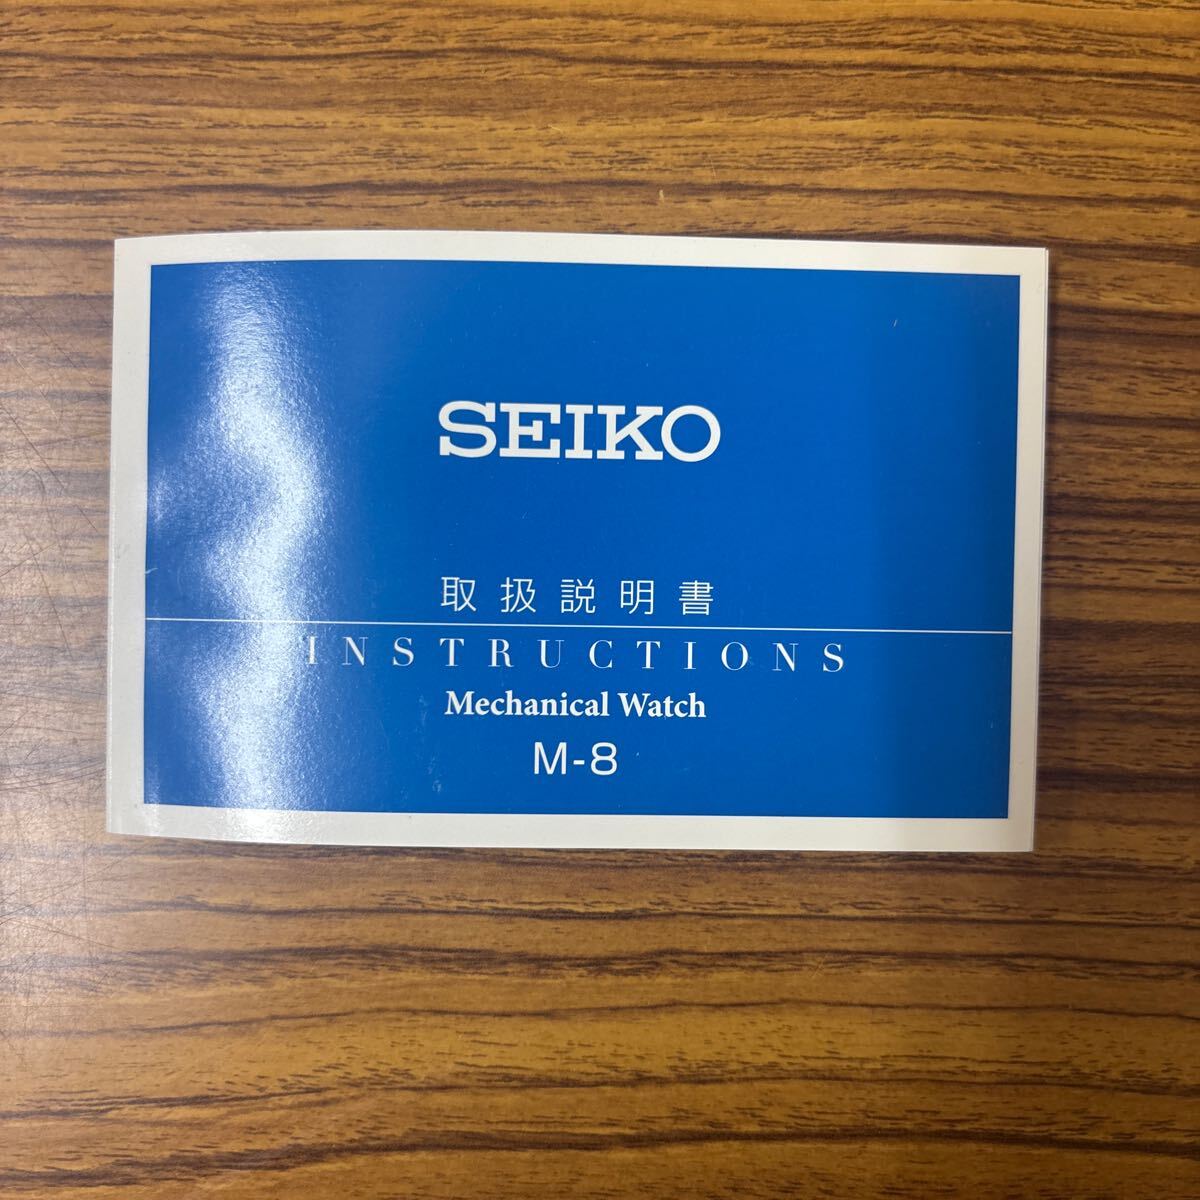 SEIKO
取扱説明書
INSTRUCTIONS
Mechanical Watch
M-8